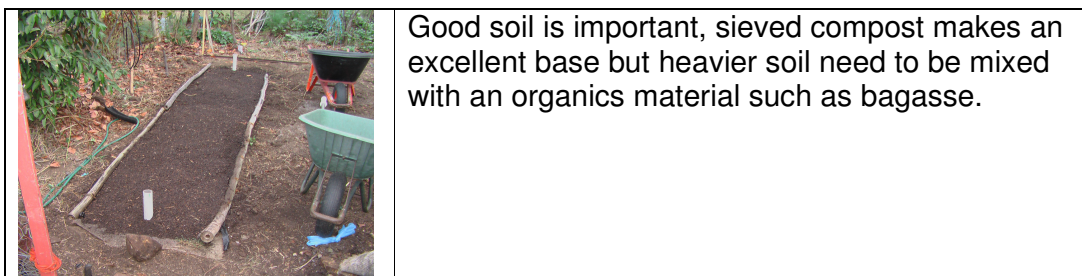 Good soil is important, sieved compost makes an
excellent base but heavier soil need to be mixed
with an organics material such as bagasse.